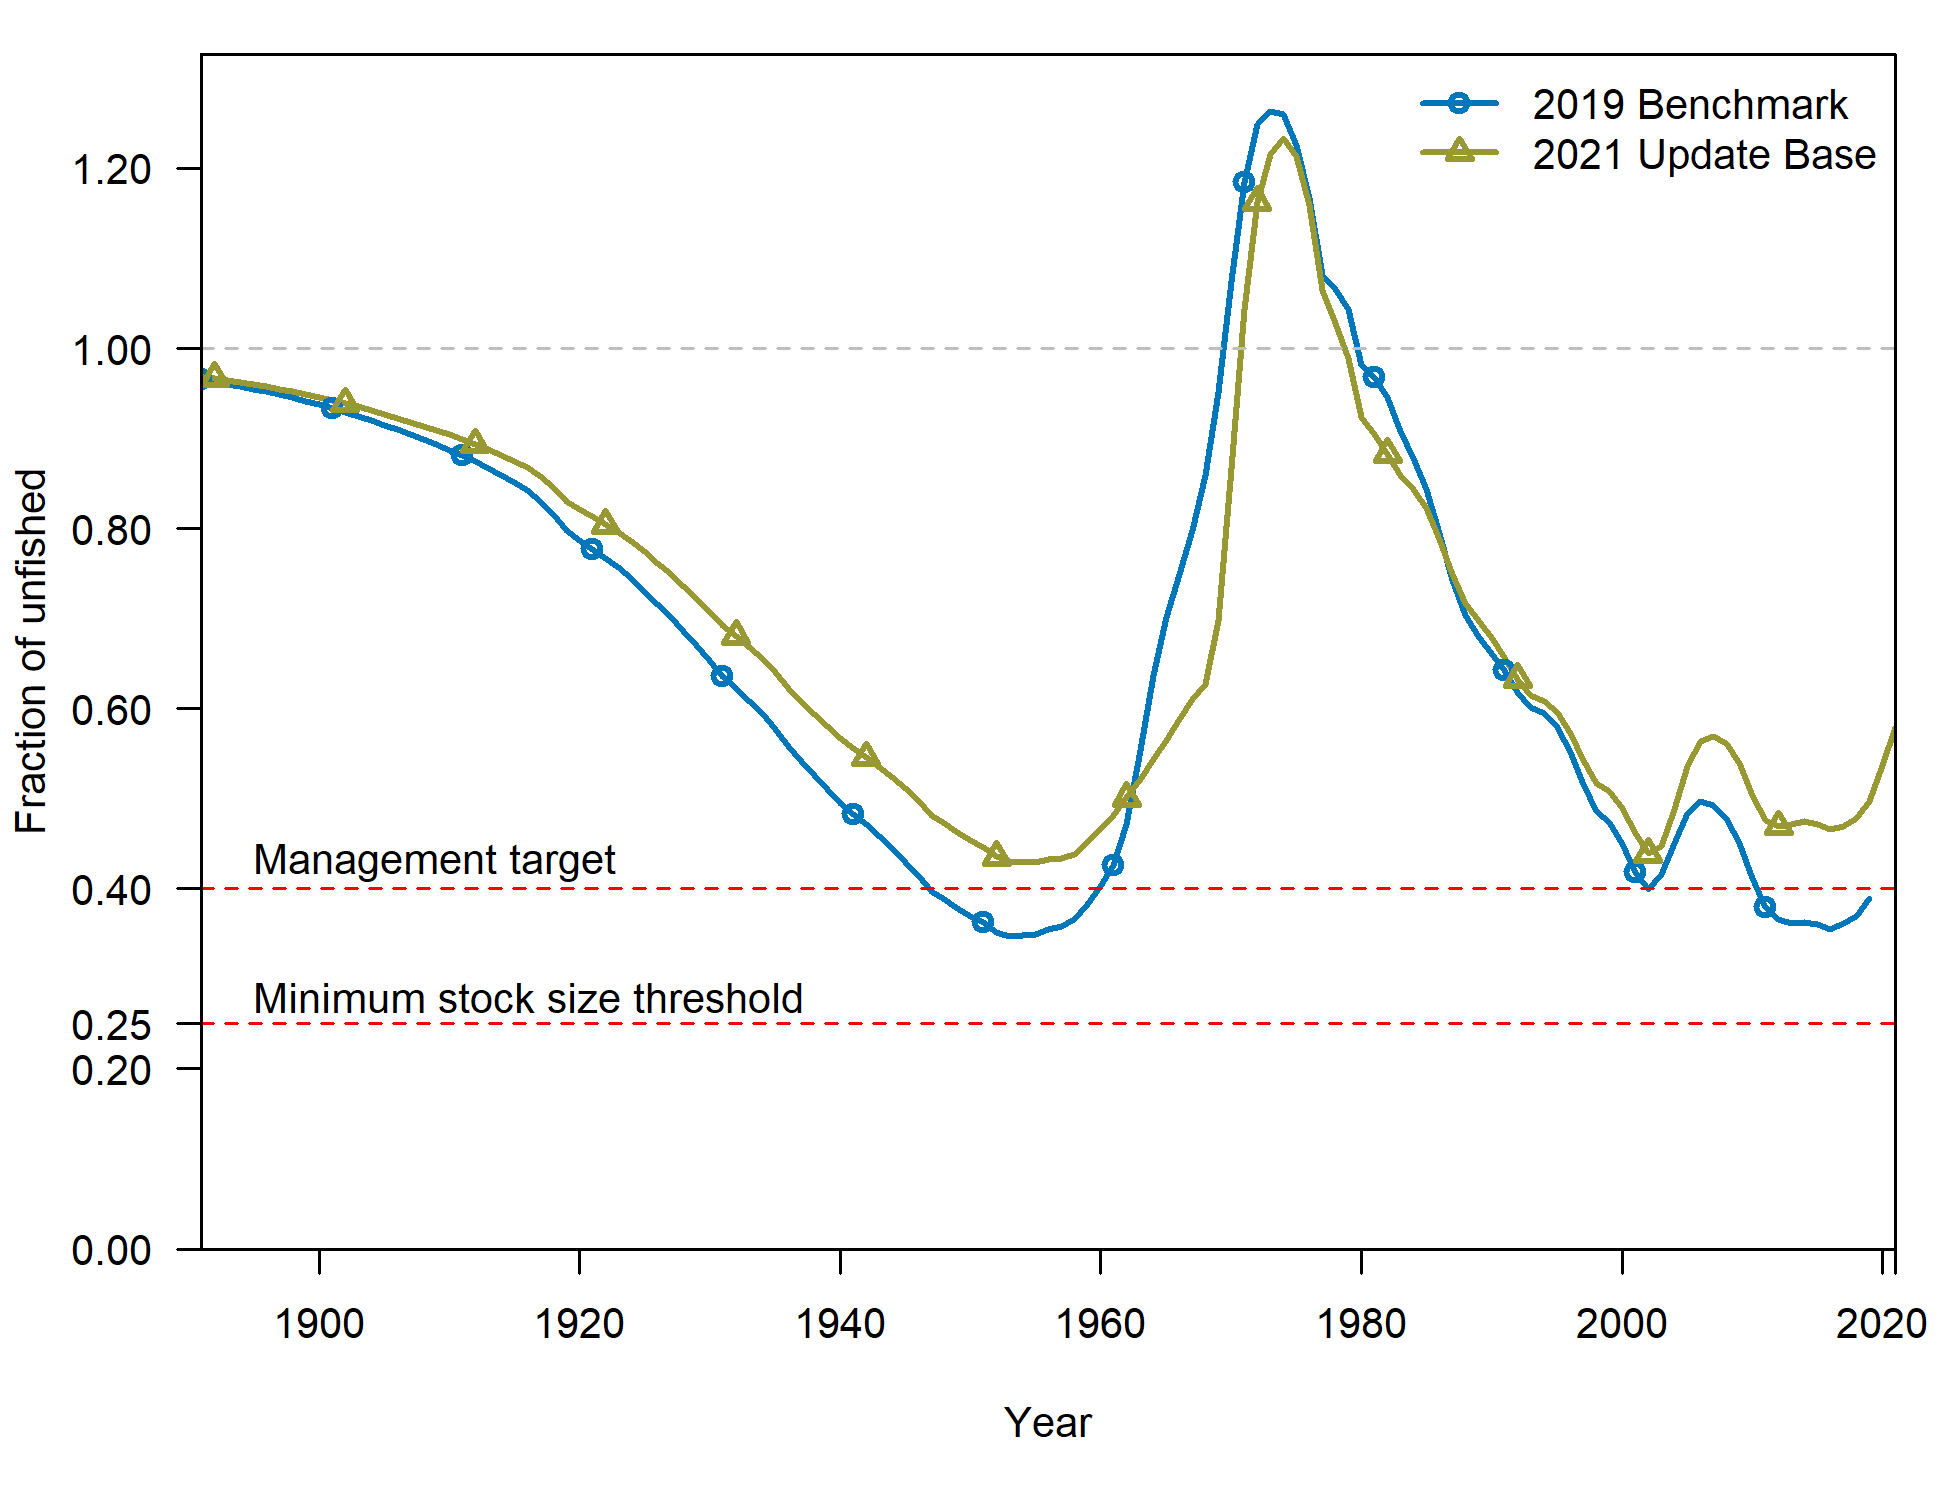 2019 Benchmark
2021 Update Base
Fraction of unfished
1.20
1.00
0.80
0.60
0.40
0.25
0.20
0.00
Management target
Minimum stock size threshold
1900
1920
1940
1960
1980
2000
2020
Year